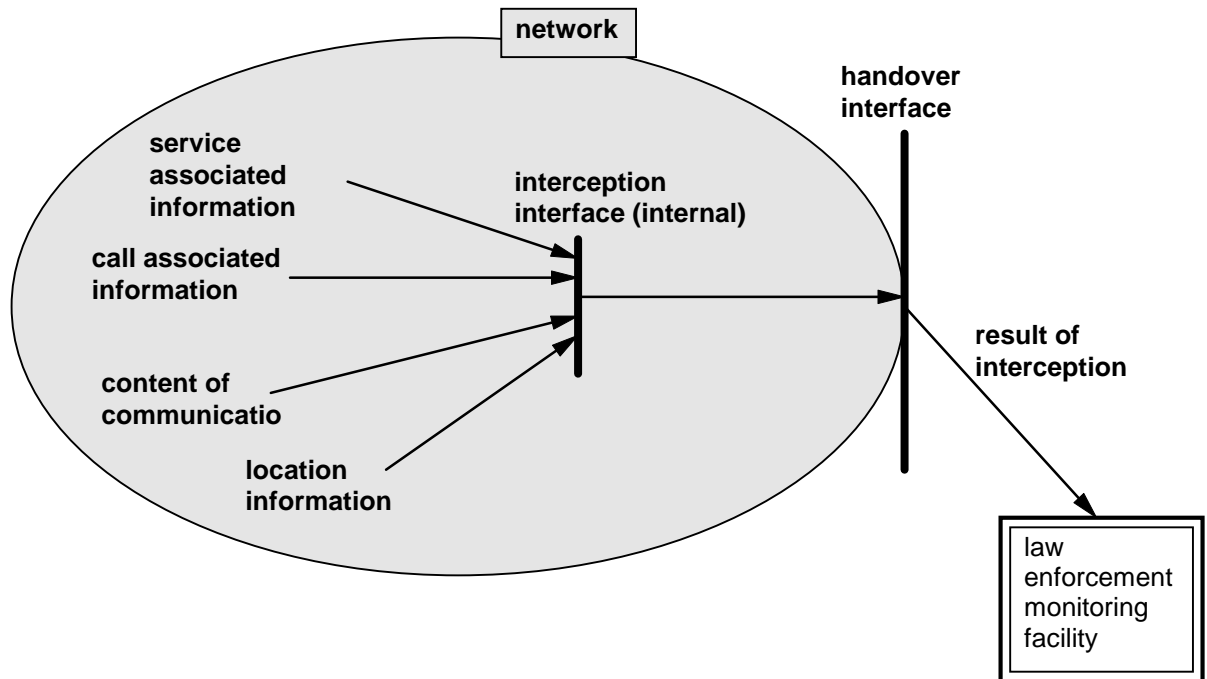 network
handover
interface
service
associated
information
interception
interface (internal)
call associated
information
content of
communicatio
location
information
result of
interception
law
enforcement
monitoring
facility